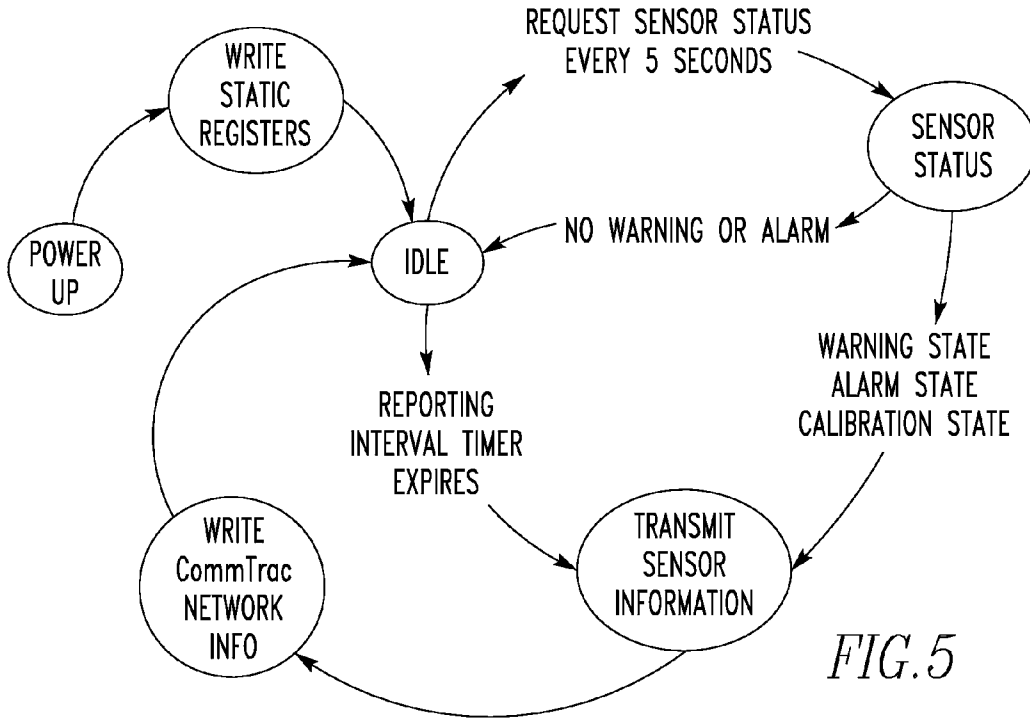 WRITE
STATIC
REGISTERS
REQUEST SENSOR STATUS
EVERY 5 SECONDS
SENSOR
STATUS
POWER
UP
IDLE
NO WARNING OR ALARM
WARNING STATE
ALARM STATE
CALIBRATION STATE
REPORTING
INTERVAL TIMER
EXPIRES
WRITE
CommTrac
NETWORK
INFO
TRANSMIT
SENSOR
INFORMATION
FIG.5